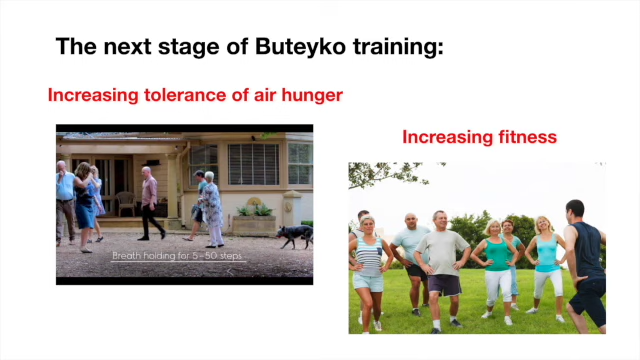 The next stage of Buteyko training:
Increasing tolerance of air hunger
Increasing fitness
Breath holding for 5-50 steps